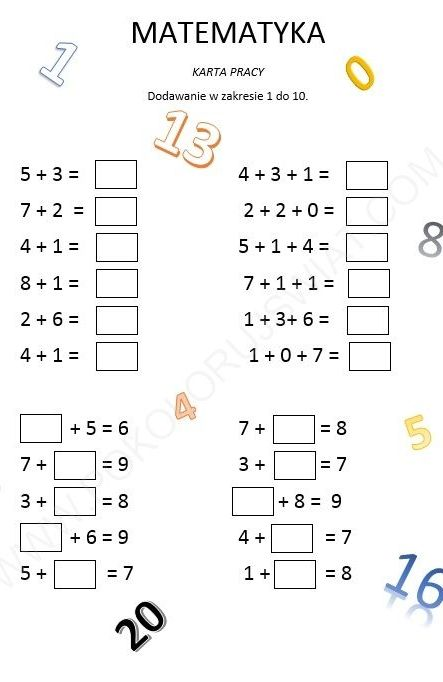 MATEMATYKA
KARTA PRACY
Dodawanie w zakresie 1 do 10.
1
0
13
5 + 3 =
7 + 2 =
4 + 1 =
8 + 1 =
2 + 6 =
4 + 1 =
4 + 3 + 1 =
2 + 2 + 0 =
5 + 1 + 4 =
7 + 1 + 1 =
1 + 3+ 6 =
1 + 0 + 7 =
8
4
5
+ 5 = 6
7 + = 9
3 + = 8
+ 6 = 9
5 + = 7
7 + = 8
3 + = 7
+ 8 = 9
4 + = 7
1 + = 8
16
20
WWW.POKOLORUJSWIAT.COM